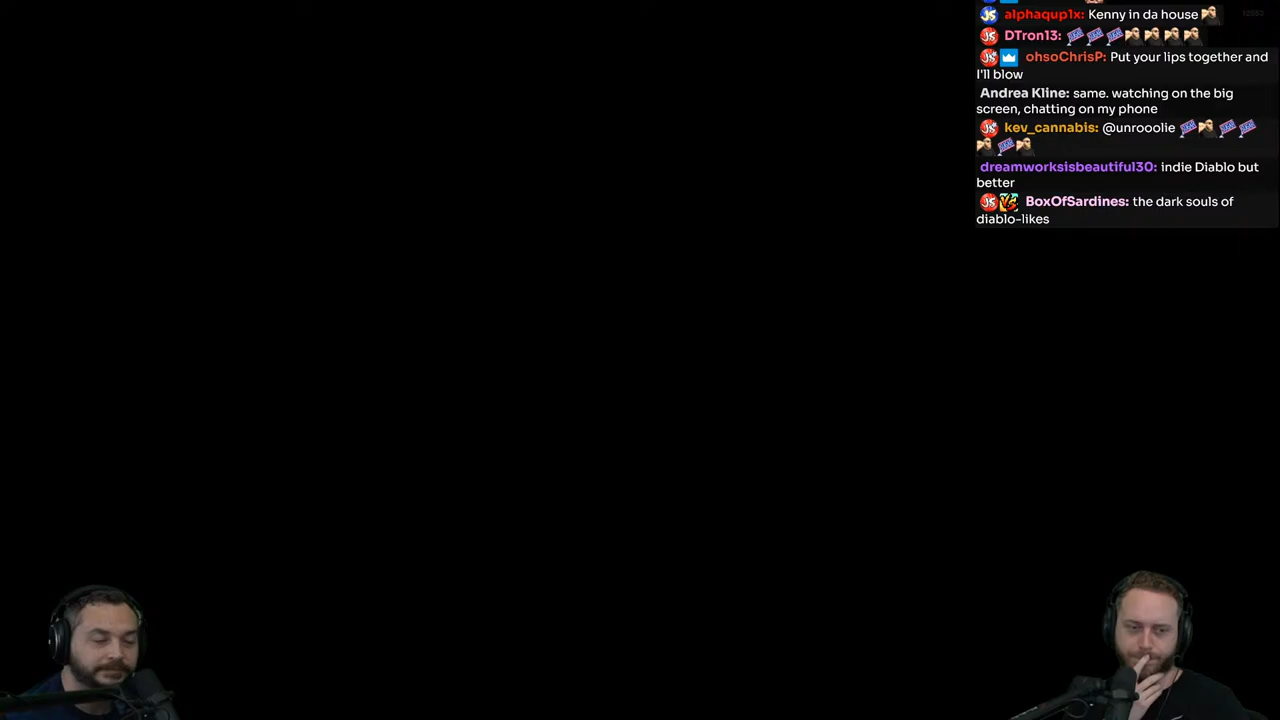 alphaqup1x: Kenny in da house
DTron13:
ohsoChrisP: Put your lips together and
I'll blow
Andrea Kline: same. watching on the big
screen, chatting on my phone
kev_cannabis: @unrooolie
dreamworksisbeautiful30: indie Diablo but
better
BoxOfSardines: the dark souls of
diablo-likes